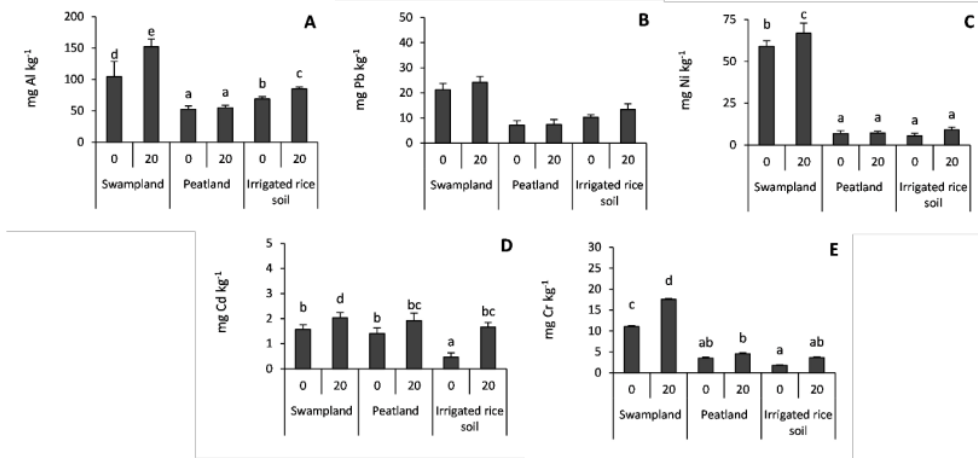 A
mg Al kg⁻¹
200
150
100
50
0
d
e
a
a
b
c
0 20 0 20 0 20
Swampland Peatland Irrigated rice
soil
B
mg Pb kg⁻¹
50
40
30
20
10
0
0 20 0 20 0 20
Swampland Peatland Irrigated rice
soil
C
mg Ni kg⁻¹
75
50
25
0
b
c
a
a
a
a
0 20 0 20 0 20
Swampland Peatland Irrigated rice
soil
D
mg Cd kg⁻¹
5
4
3
2
1
0
b
d
b
bc
a
bc
0 20 0 20 0 20
Swampland Peatland Irrigated rice
soil
E
mg Cr kg⁻¹
30
25
20
15
10
5
0
c
d
ab
b
a
ab
0 20 0 20 0 20
Swampland Peatland Irrigated rice
soil